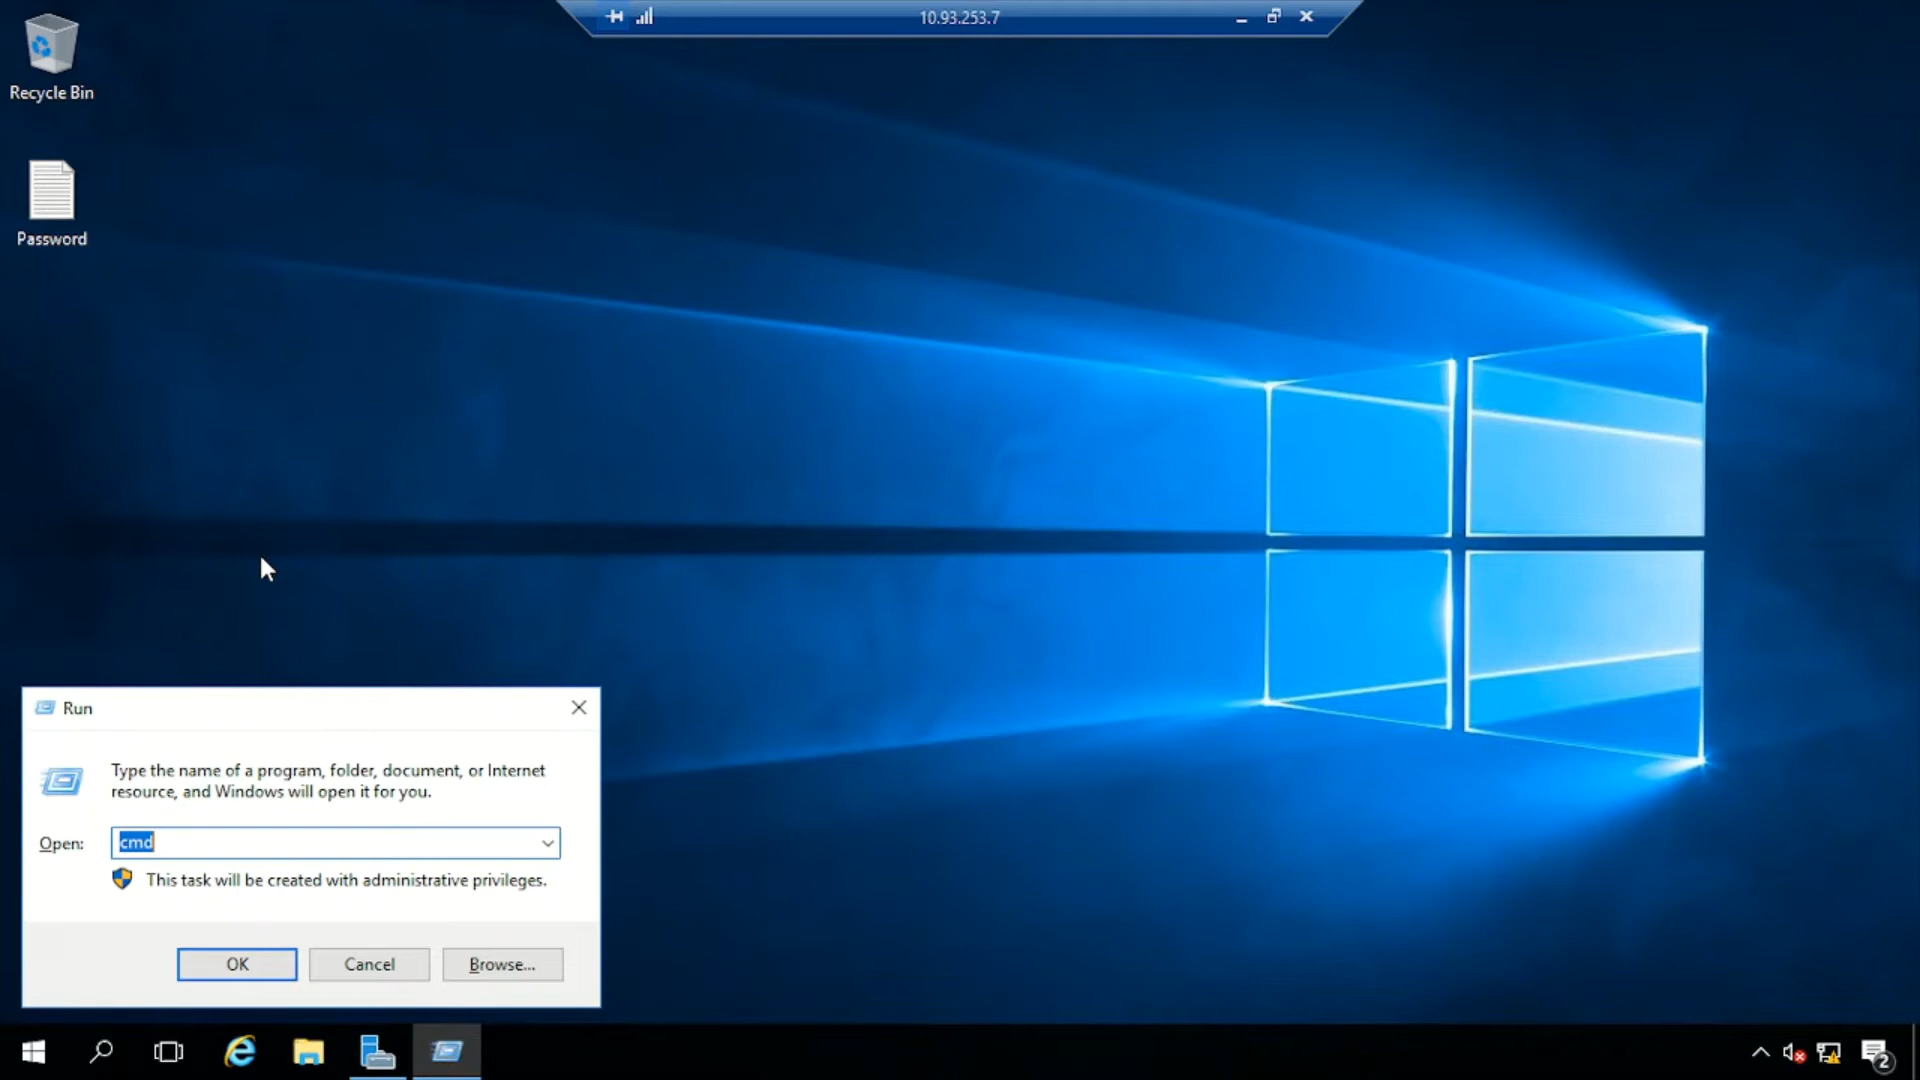 10.93.253.7
Recycle Bin
Password
Run
Type the name of a program, folder, document, or Internet
resource, and Windows will open it for you.
Open: cmd
This task will be created with administrative privileges.
OK Cancel Browse...
2